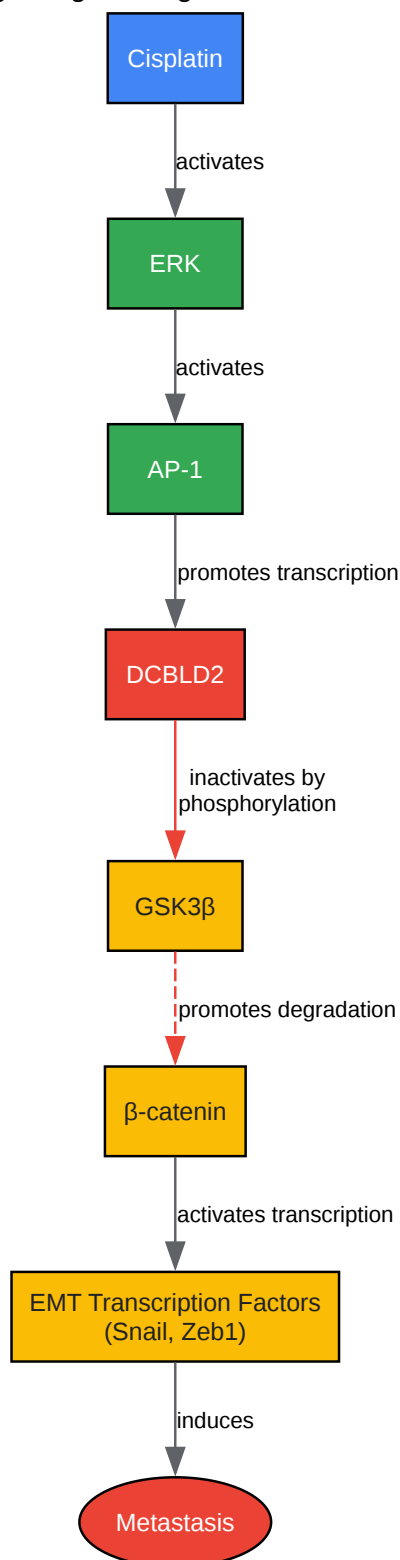 Cisplatin
activates
ERK
activates
AP-1
promotes transcription
DCBLD2
inactivates by
phosphorylation
GSK3β
promotes degradation
β-catenin
activates transcription
EMT Transcription Factors
(Snail, Zeb1)
induces
Metastasis